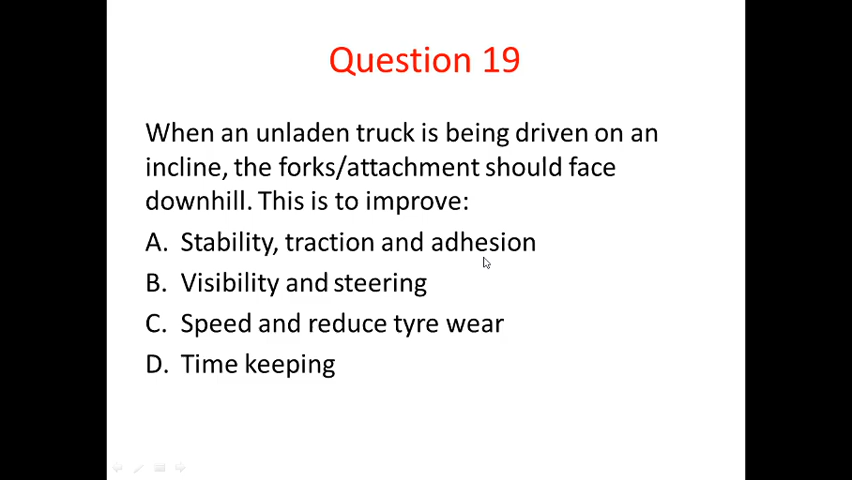 Question 19
When an unladen truck is being driven on an
incline, the forks/attachment should face
downhill. This is to improve:
A. Stability, traction and adhesion
B. Visibility and steering
C. Speed and reduce tyre wear
D. Time keeping